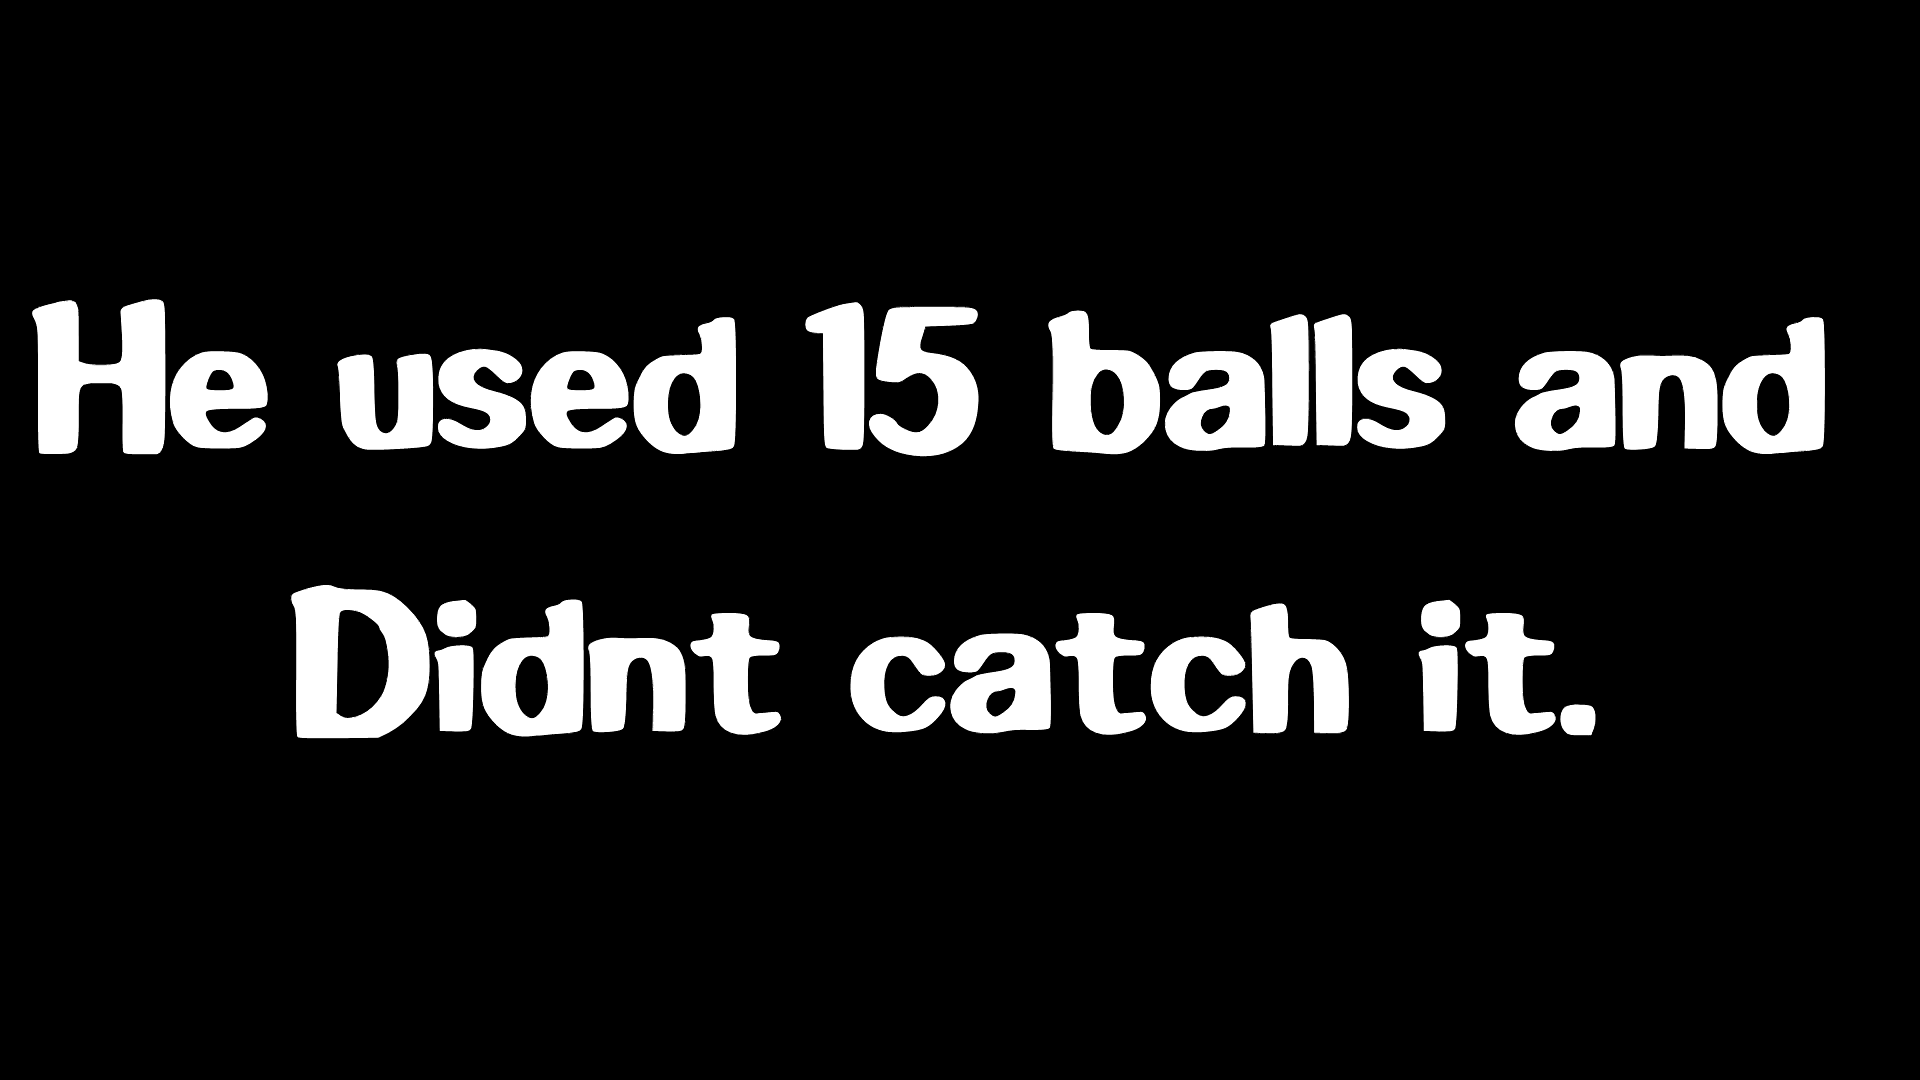 He used 15 balls and
Didnt catch it.